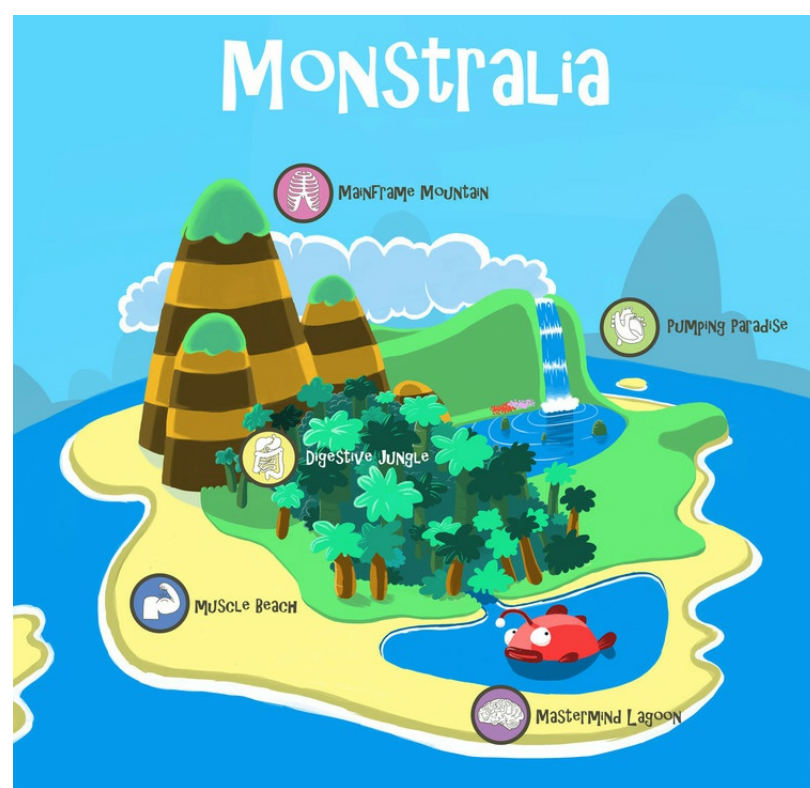 Monstralia
Mainframe Mountain
Pumping Paradise
Digestive Jungle
Muscle Beach
Mastermind Lagoon